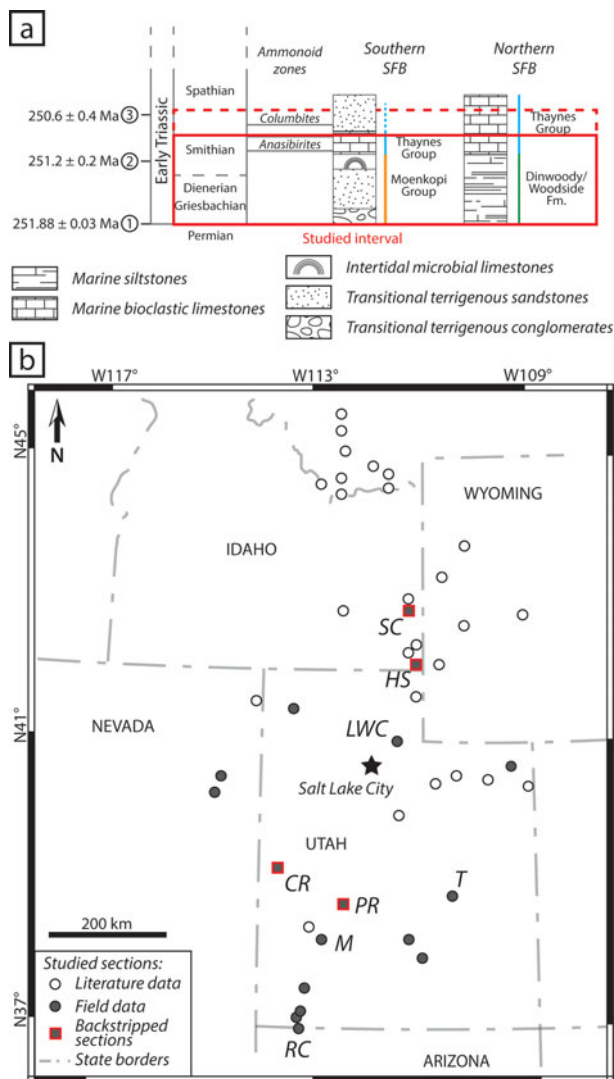 a
Ammonoid zones
Southern SFB
Northern SFB
Early Triassic
Spathian
250.6 ± 0.4 Ma 3
Columbites
Thaynes Group
Smithian
Anasibirites
Thaynes Group
251.2 ± 0.2 Ma 2
Moenkopi Group
Dinwoody/ Woodside Fm.
Dienerian
Griesbachian
251.88 ± 0.03 Ma 1
Permian
Studied interval
Marine siltstones
Marine bioclastic limestones
Intertidal microbial limestones
Transitional terrigenous sandstones
Transitional terrigenous conglomerates
b
W117° W113° W109°
N45°
N
WYOMING
IDAHO
SC
HS
N41°
NEVADA
LWC
Salt Lake City
UTAH
CR
PR
T
M
200 km
Studied sections:
Literature data
Field data
Backstripped sections
State borders
N37°
RC
ARIZONA